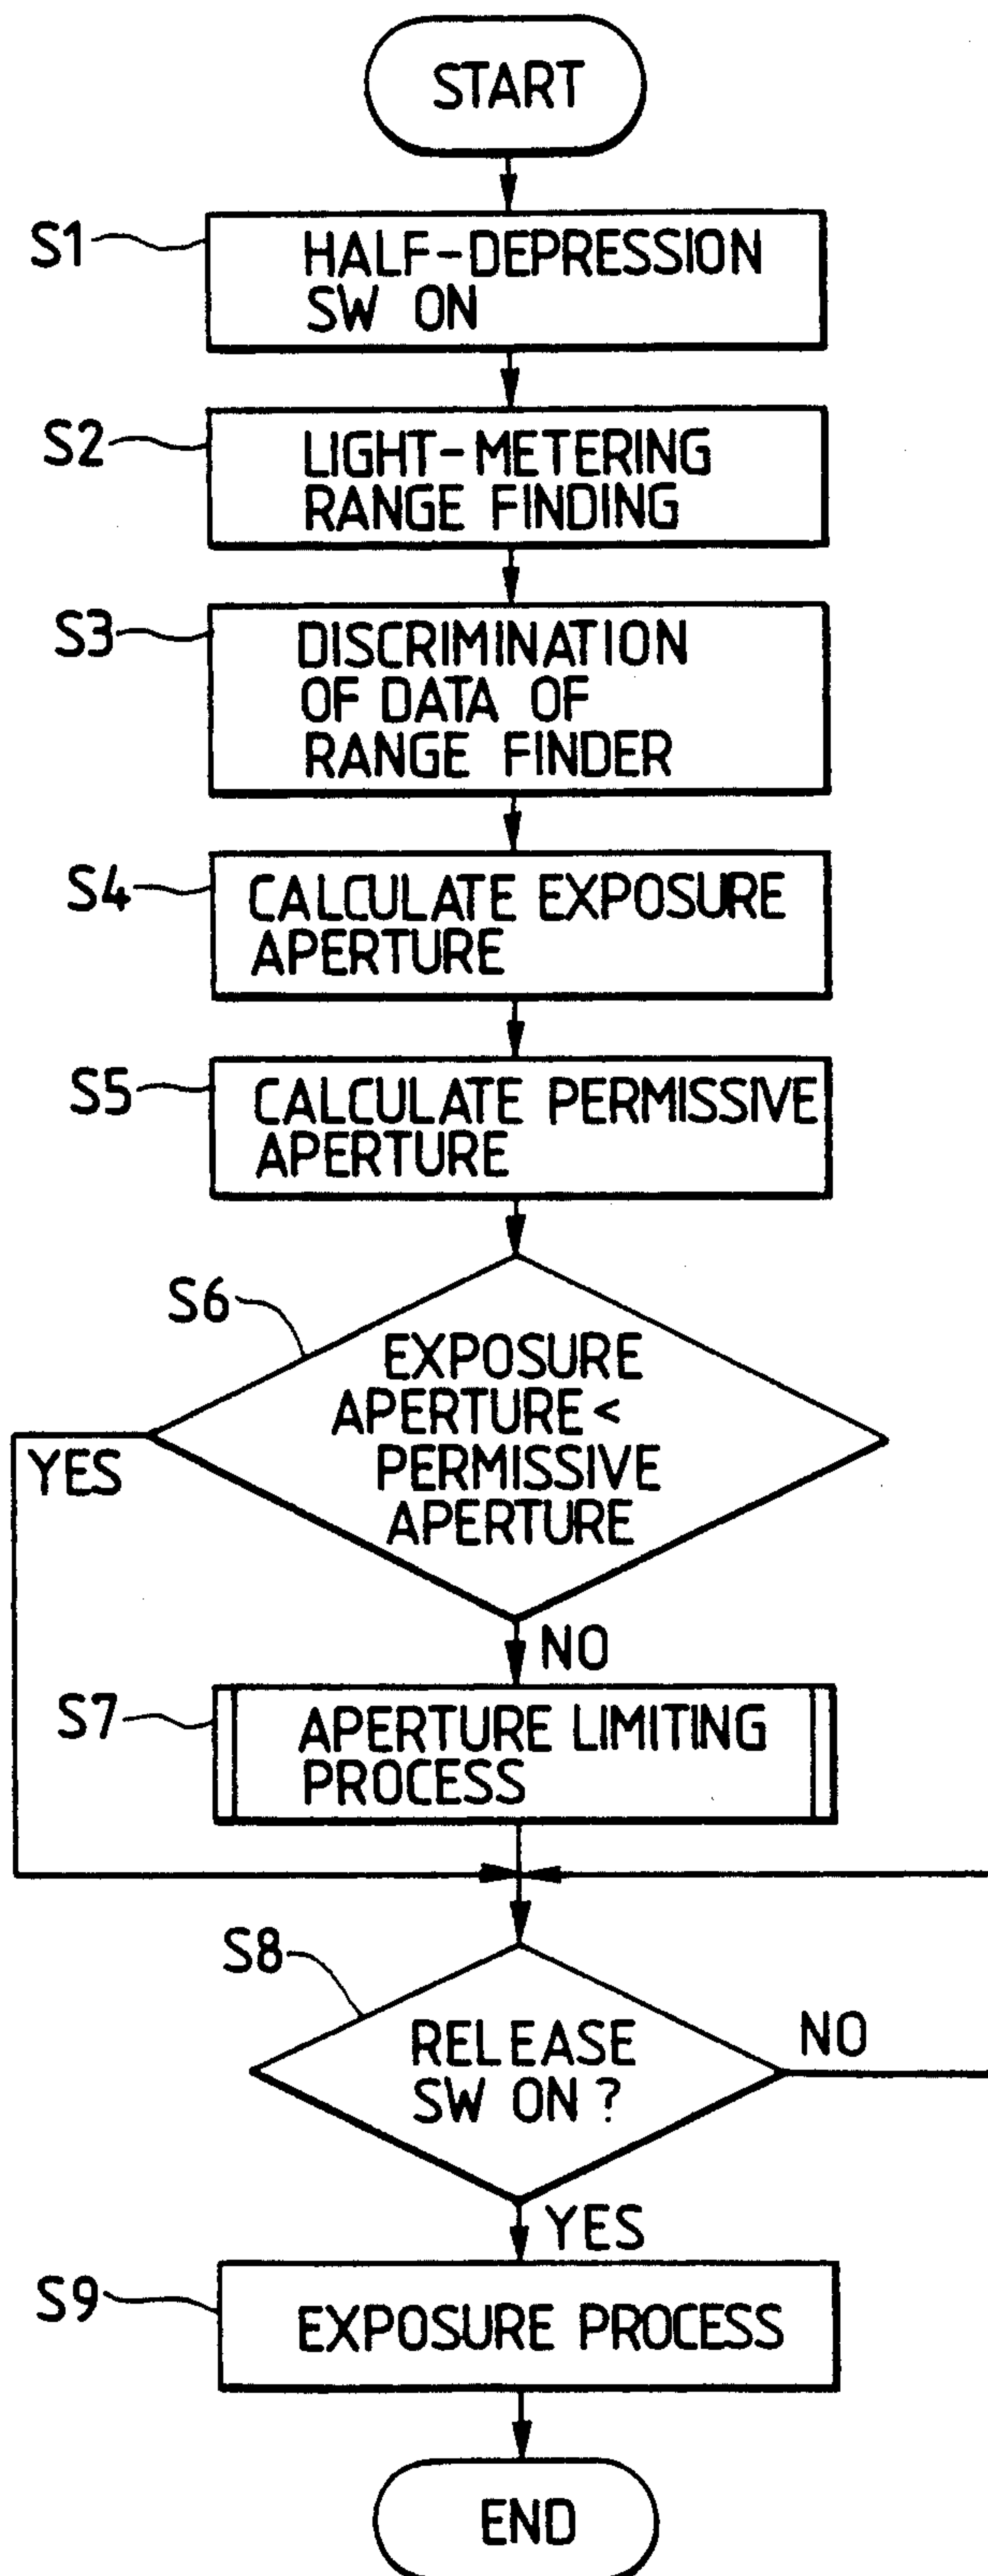 START
S1
HALF-DEPRESSION
SW ON
S2
LIGHT-METERING
RANGE FINDING
S3
DISCRIMINATION
OF DATA OF
RANGE FINDER
S4
CALCULATE EXPOSURE
APERTURE
S5
CALCULATE PERMISSIVE
APERTURE
S6
EXPOSURE
APERTURE <
PERMISSIVE
APERTURE
YES
NO
S7
APERTURE LIMITING
PROCESS
S8
RELEASE
SW ON ?
NO
YES
S9
EXPOSURE PROCESS
END